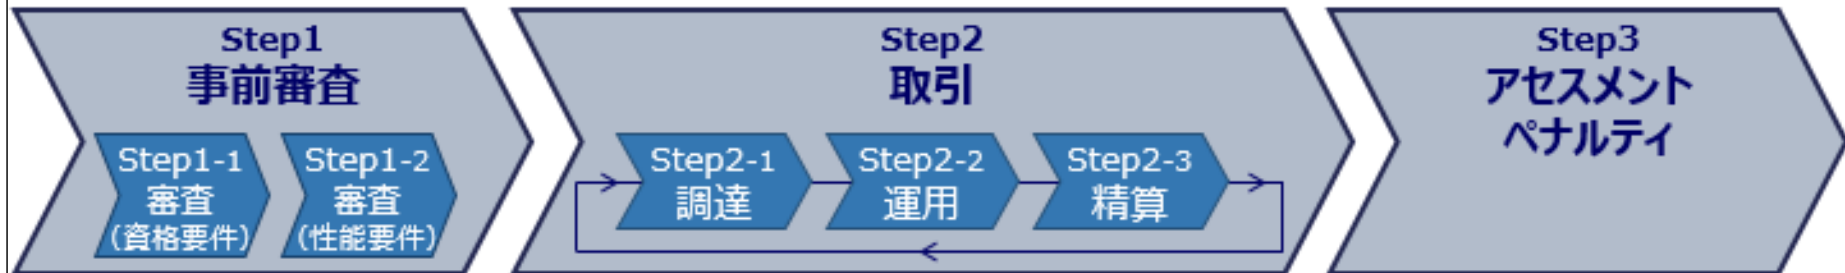 Step1
事前審査
Step1-1
審査
(資格要件)
Step1-2
審査
(性能要件)
Step2
取引
Step2-1
調達
Step2-2
運用
Step2-3
精算
Step3
アセスメント
ペナルティ